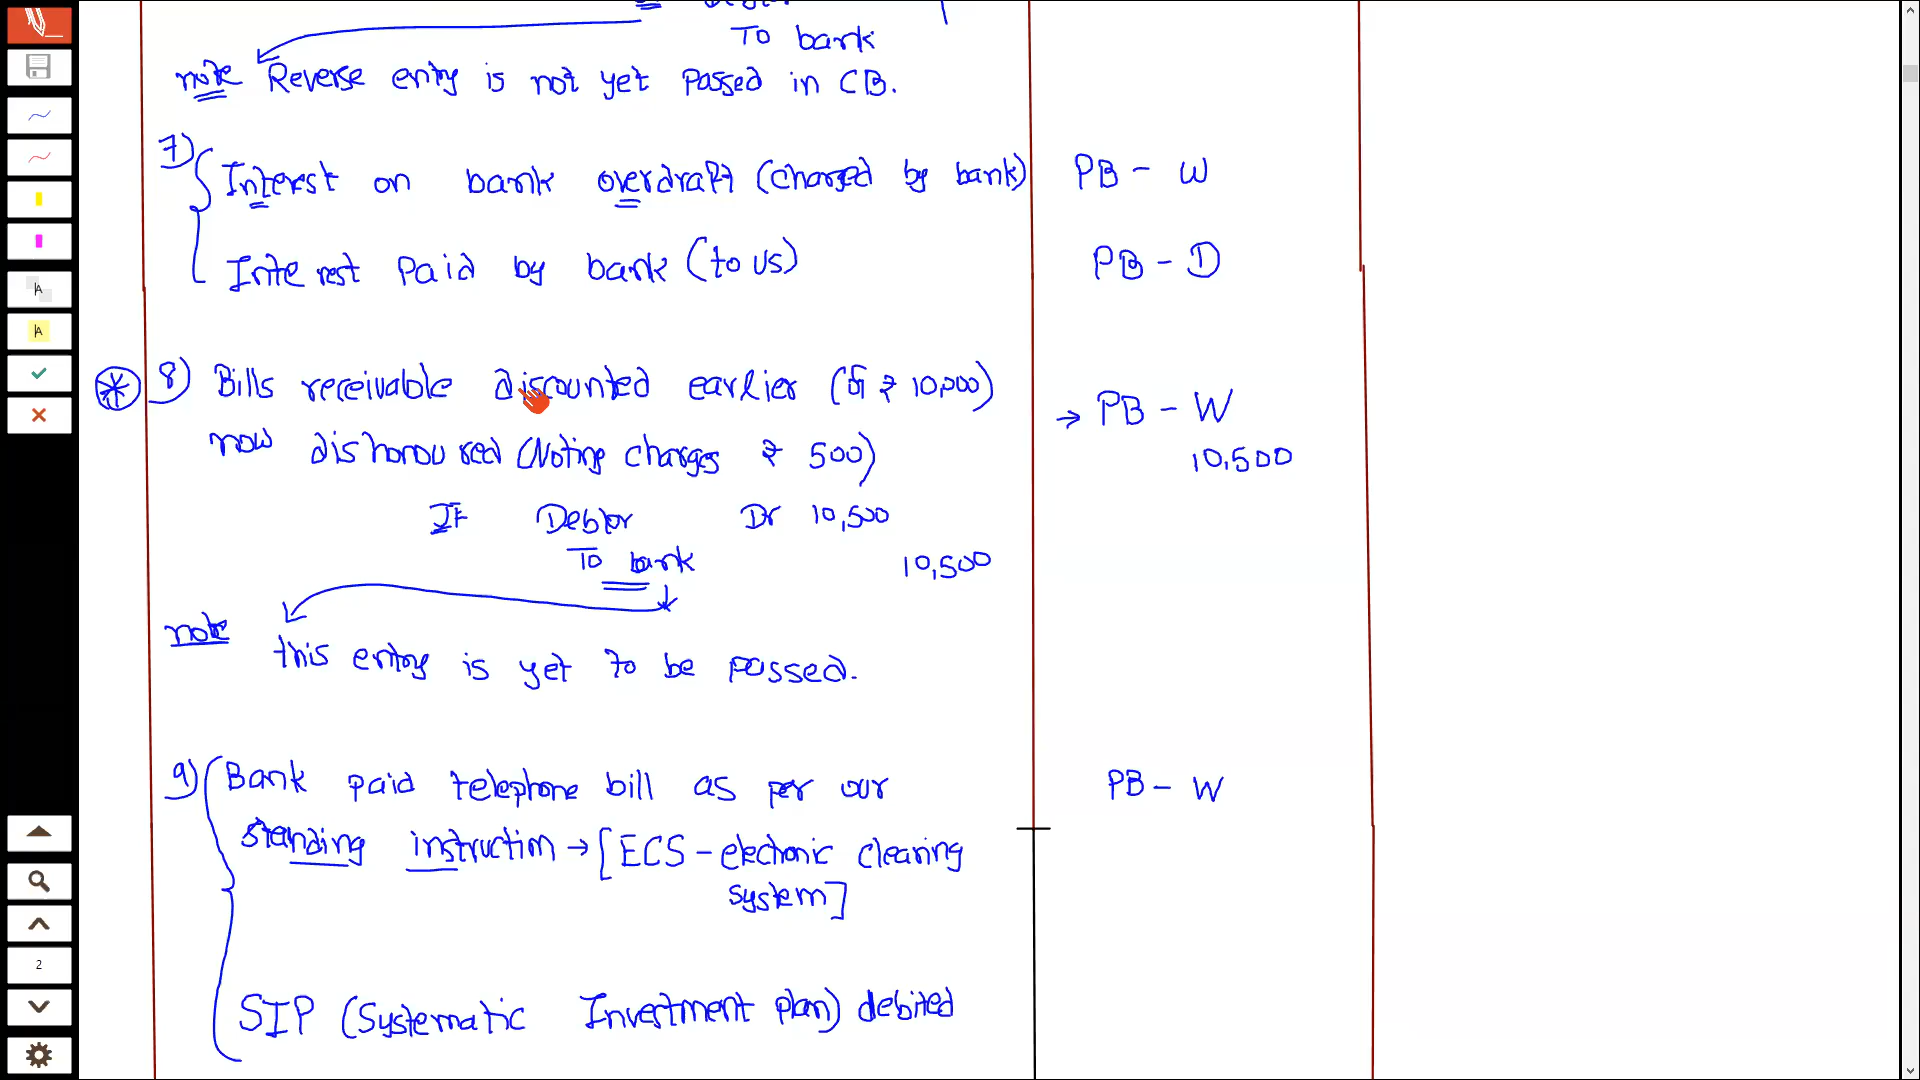 To bank
note Reverse entry is not yet passed in CB.
7) Interest on bank overdraft (charged by bank) PB - W
Interest paid by bank (to us) PB - D
8) Bills receivable discounted earlier (of ₹ 10,000) → PB - W
now dishonoured (Noting charges ₹ 500) 10,500
If Debtor Dr 10,500
To bank 10,500
note this entry is yet to be passed.
9) Bank paid telephone bill as per our PB - W
standing instruction → [ECS - electronic clearing
system]
SIP (Systematic Investment plan) debited
2